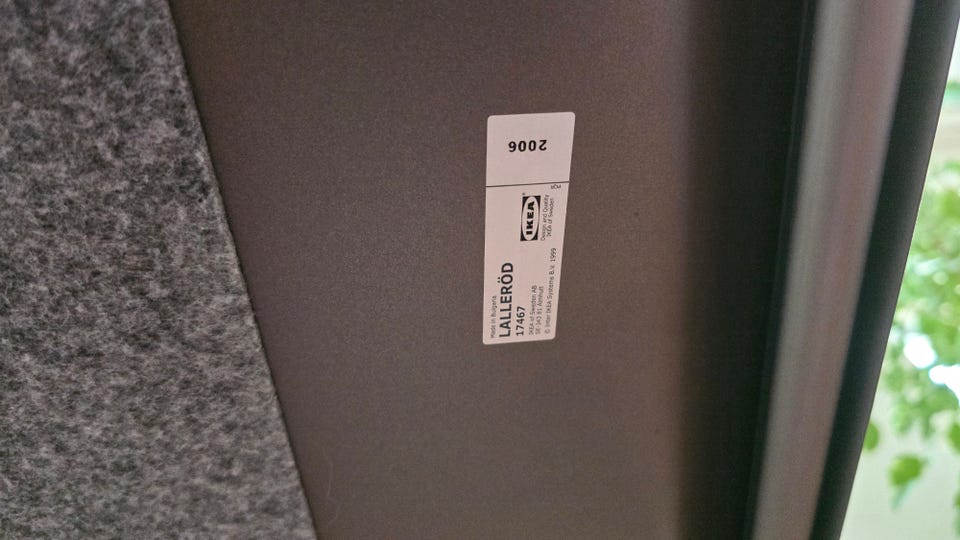 2006
Made in Bulgaria
LALLERÖD
17467
IKEA of Sweden AB
SE-343 81 Älmhult
© Inter IKEA Systems B.V. 1999
IKEA®
Design and Quality
IKEA of Sweden